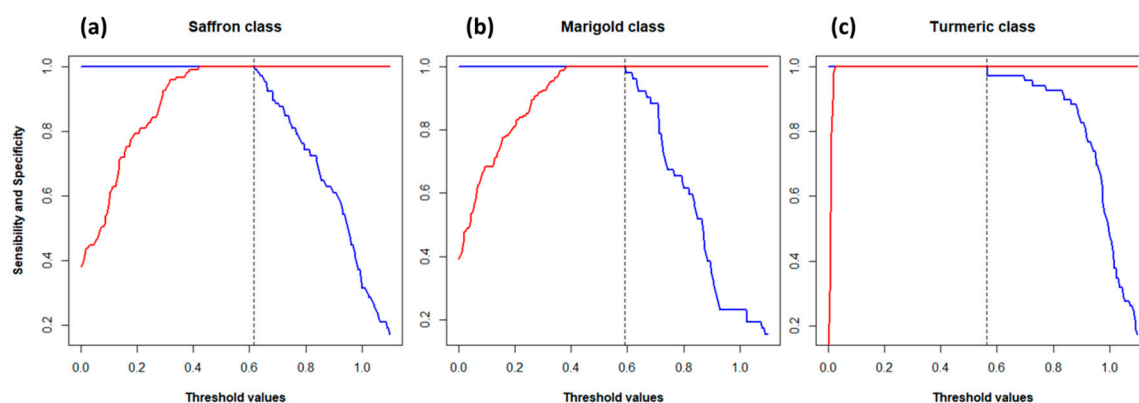 (a) Saffron class
(b) Marigold class
(c) Turmeric class
Sensibility and Specificity
1.0
0.8
0.6
0.4
0.2
1.0
0.8
0.6
0.4
0.2
1.0
0.8
0.6
0.4
0.2
0.0 0.2 0.4 0.6 0.8 1.0
0.0 0.2 0.4 0.6 0.8 1.0
0.0 0.2 0.4 0.6 0.8 1.0
Threshold values
Threshold values
Threshold values